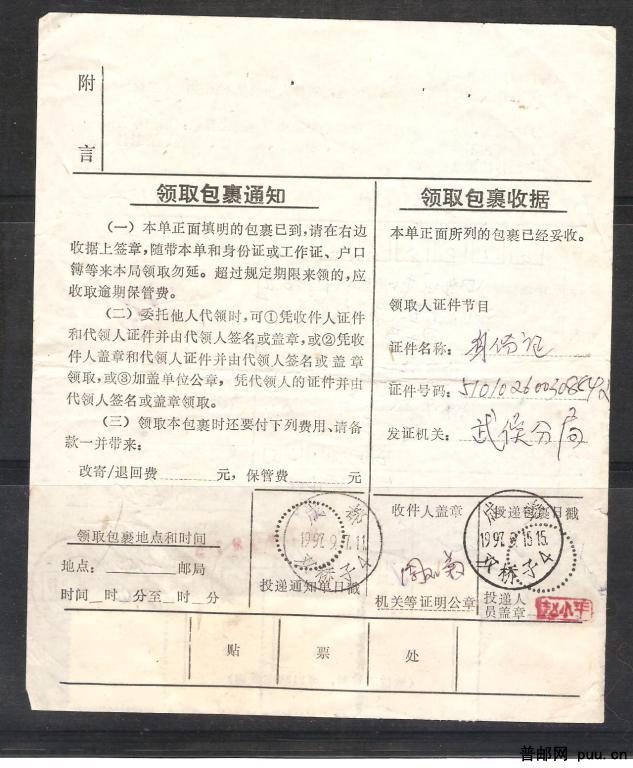 附
言
领取包裹通知
(一) 本单正面填明的包裹已到,请在右边
收据上签章,随带本单和身份证或工作证、户口
簿等来本局领取勿延。超过规定期限来领的,应
收取逾期保管费。
(二) 委托他人代领时,可①凭收件人证件
和代领人证件并由代领人签名或盖章,或②凭收
件人盖章和代领人证件并由代领人签名或盖章
领取,或③加盖单位公章,凭代领人的证件并由
代领人签名或盖章领取。
(三) 领取本包裹时还要付下列费用、请备
款一并带来:
改寄/退回费 元,保管费 元
领取包裹收据
本单正面所列的包裹已经妥收。
领取人证件节目
证件名称: 身份证
证件号码:
发证机关: 武侯分局
领取包裹地点和时间
地点: 邮局
时间 时 分至 时 分
投递通知单日戳
收件人盖章
机关等证明公章
投递包裹日戳
投递人
员盖章
赵小平
贴 票 处
普邮网 puu.cn